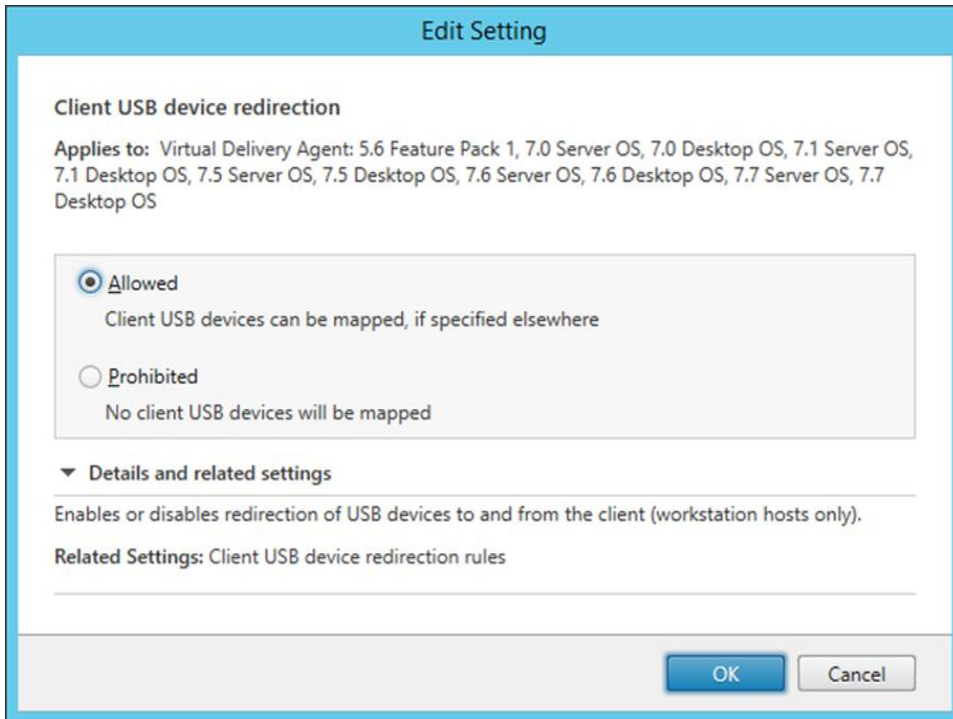 Edit Setting
Client USB device redirection
Applies to: Virtual Delivery Agent: 5.6 Feature Pack 1, 7.0 Server OS, 7.0 Desktop OS, 7.1 Server OS,
7.1 Desktop OS, 7.5 Server OS, 7.5 Desktop OS, 7.6 Server OS, 7.6 Desktop OS, 7.7 Server OS, 7.7
Desktop OS
Allowed
Client USB devices can be mapped, if specified elsewhere
Prohibited
No client USB devices will be mapped
Details and related settings
Enables or disables redirection of USB devices to and from the client (workstation hosts only).
Related Settings: Client USB device redirection rules
OK
Cancel